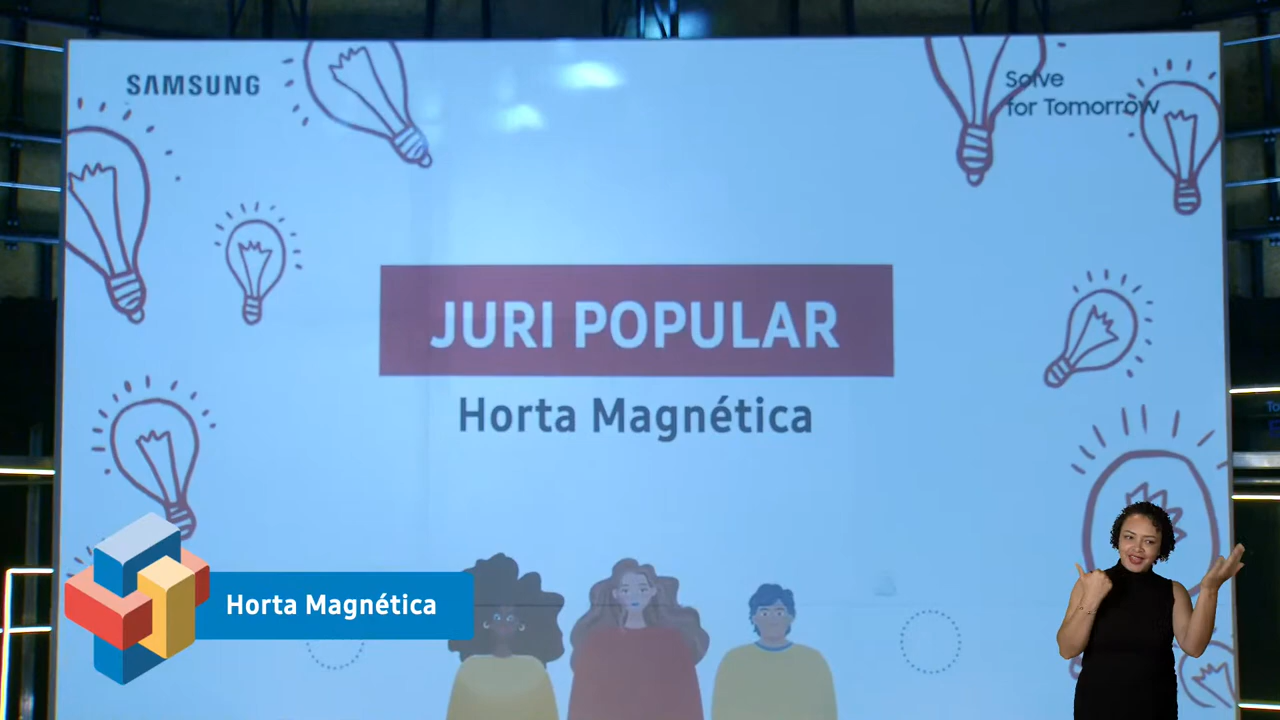 SAMSUNG
Solve
for Tomorrow
JURI POPULAR
Horta Magnética
Horta Magnética